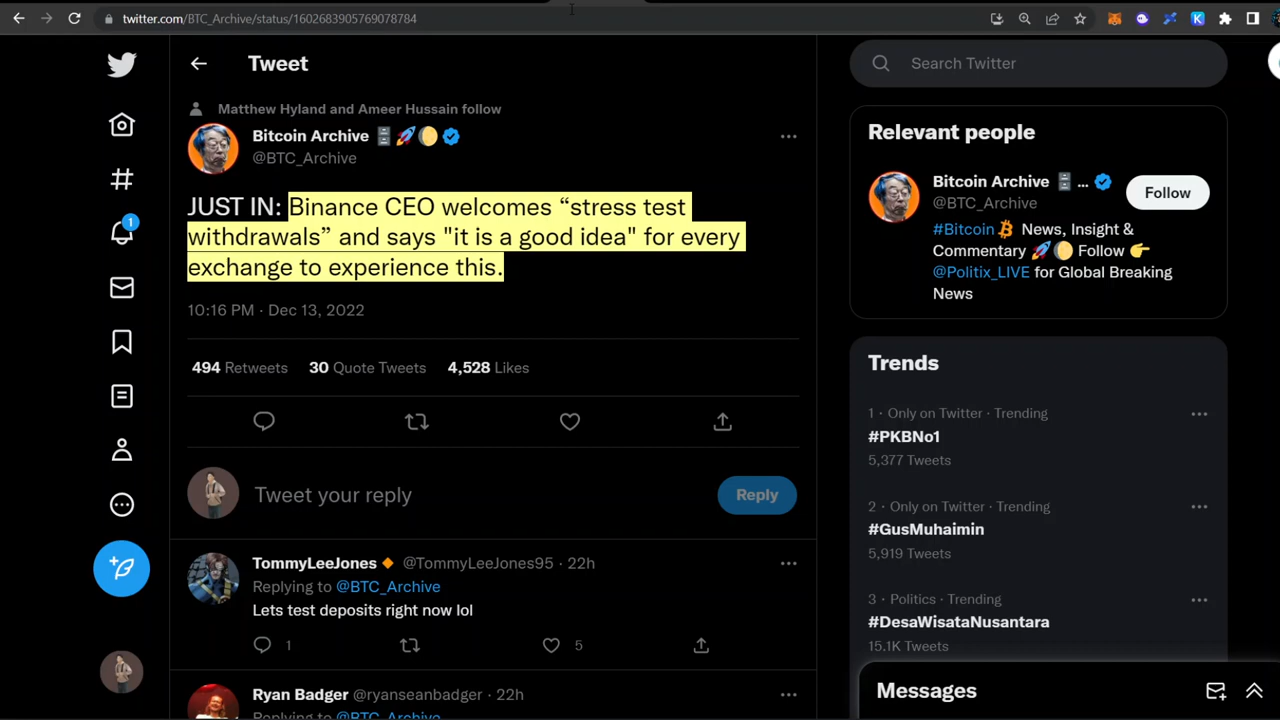 twitter.com/BTC_Archive/status/1602683905769078784
Tweet
Matthew Hyland and Ameer Hussain follow
Bitcoin Archive 🗄️🚀🌔
@BTC_Archive
JUST IN: Binance CEO welcomes “stress test
withdrawals” and says "it is a good idea" for every
exchange to experience this.
10:16 PM · Dec 13, 2022
494 Retweets 30 Quote Tweets 4,528 Likes
Tweet your reply
Reply
TommyLeeJones 🔸 @TommyLeeJones95 · 22h
Replying to @BTC_Archive
Lets test deposits right now lol
1 5
Ryan Badger @ryanseanbadger · 22h
1
Search Twitter
Relevant people
Bitcoin Archive 🗄️ ...
@BTC_Archive
Follow
#Bitcoin News, Insight &
Commentary 🚀🌔 Follow 👉
@Politix_LIVE for Global Breaking
News
Trends
1 · Only on Twitter · Trending
#PKBNo1
5,377 Tweets
2 · Only on Twitter · Trending
#GusMuhaimin
5,919 Tweets
3 · Politics · Trending
#DesaWisataNusantara
15.1K Tweets
Messages